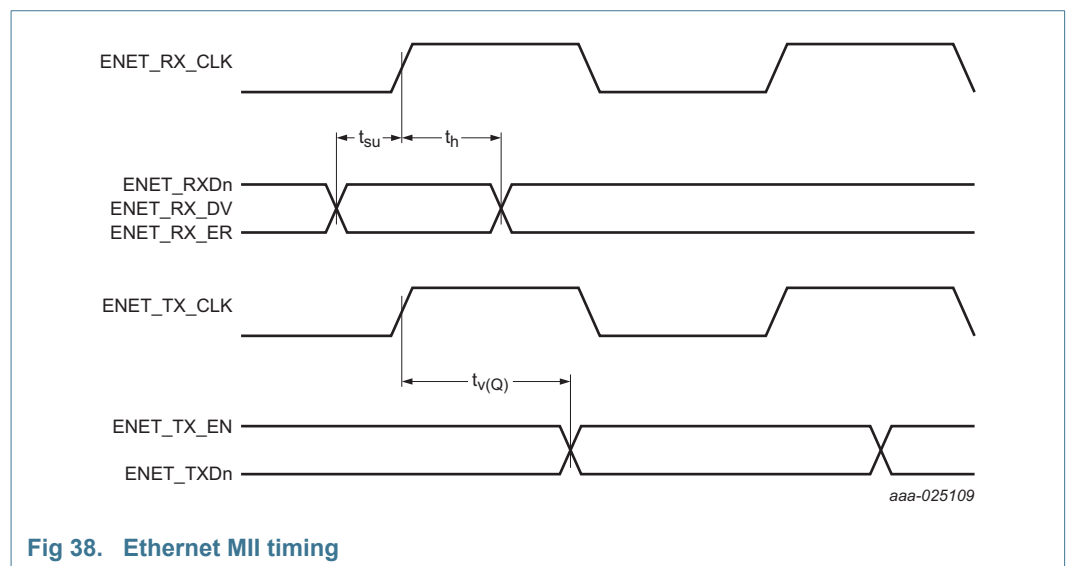 ENET_RX_CLK
tsu
th
ENET_RXDn
ENET_RX_DV
ENET_RX_ER
ENET_TX_CLK
tv(Q)
ENET_TX_EN
ENET_TXDn
aaa-025109
Fig 38. Ethernet MII timing